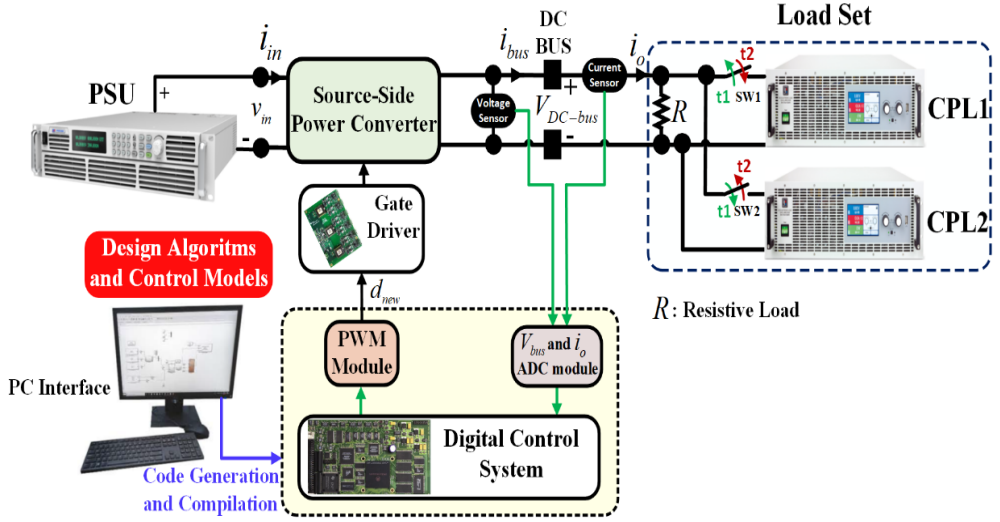 Load Set
DC
BUS
i_in
i_bus
i_o
PSU
+
v_in
-
Source-Side
Power Converter
Voltage
Sensor
Current
Sensor
+
V_DC-bus
-
R
t2
t1
SW1
CPL1
t2
t1
SW2
CPL2
Gate
Driver
R : Resistive Load
Design Algoritms
and Control Models
d_new
PWM
Module
V_bus and i_o
ADC module
PC Interface
Digital Control
System
Code Generation
and Compilation